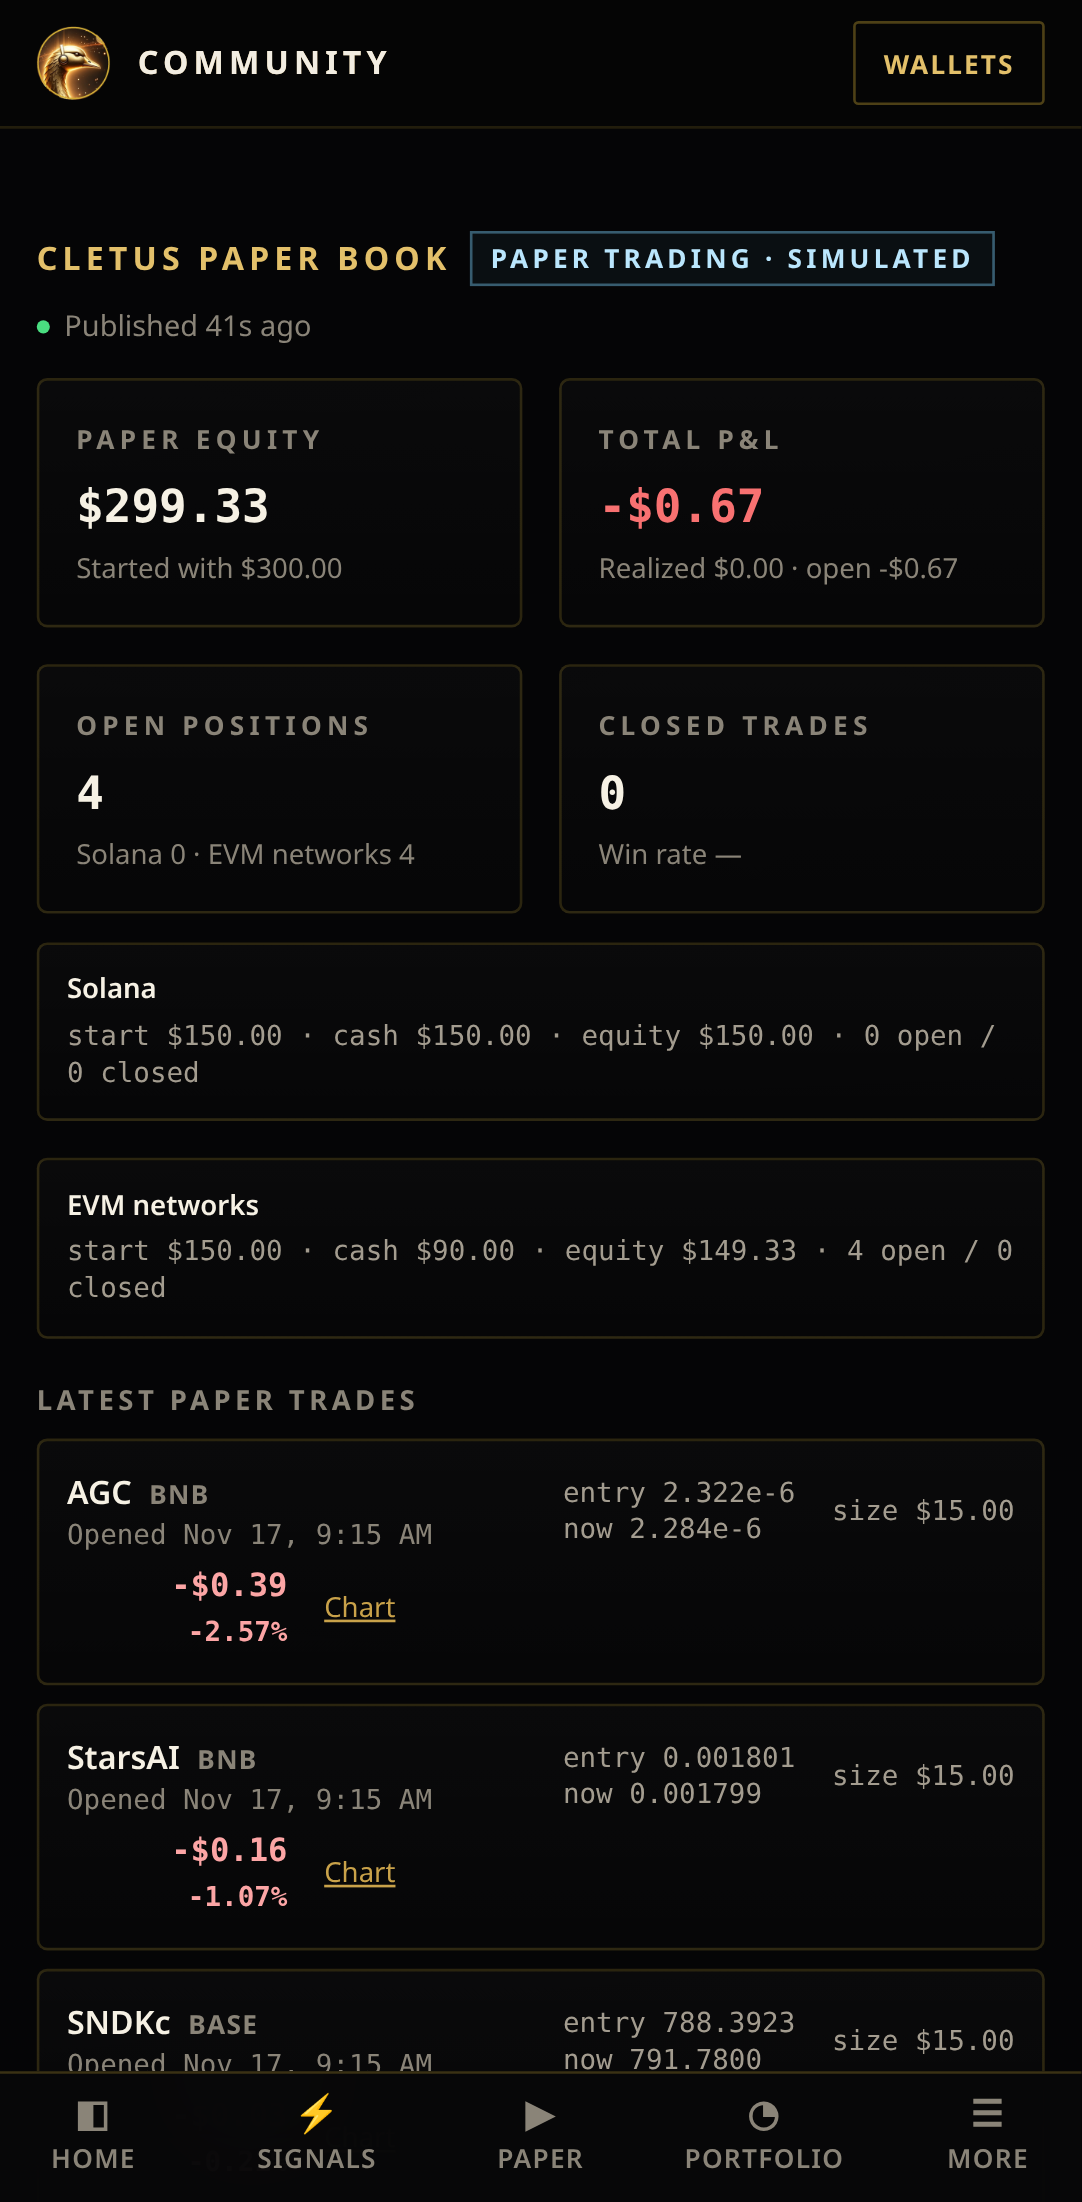 COMMUNITY
WALLETS
CLETUS PAPER BOOK
PAPER TRADING · SIMULATED
Published 41s ago
PAPER EQUITY
$299.33
Started with $300.00
TOTAL P&L
-$0.67
Realized $0.00 · open -$0.67
OPEN POSITIONS
4
Solana 0 · EVM networks 4
CLOSED TRADES
0
Win rate —
Solana
start $150.00 · cash $150.00 · equity $150.00 · 0 open /
0 closed
EVM networks
start $150.00 · cash $90.00 · equity $149.33 · 4 open / 0
closed
LATEST PAPER TRADES
AGC BNB
Opened Nov 17, 9:15 AM
entry 2.322e-6
now 2.284e-6
size $15.00
-$0.39
-2.57%
Chart
StarsAI BNB
Opened Nov 17, 9:15 AM
entry 0.001801
now 0.001799
size $15.00
-$0.16
-1.07%
Chart
SNDKc BASE
Opened Nov 17, 9:15 AM
entry 788.3923
now 791.7800
size $15.00
HOME
SIGNALS
PAPER
PORTFOLIO
MORE